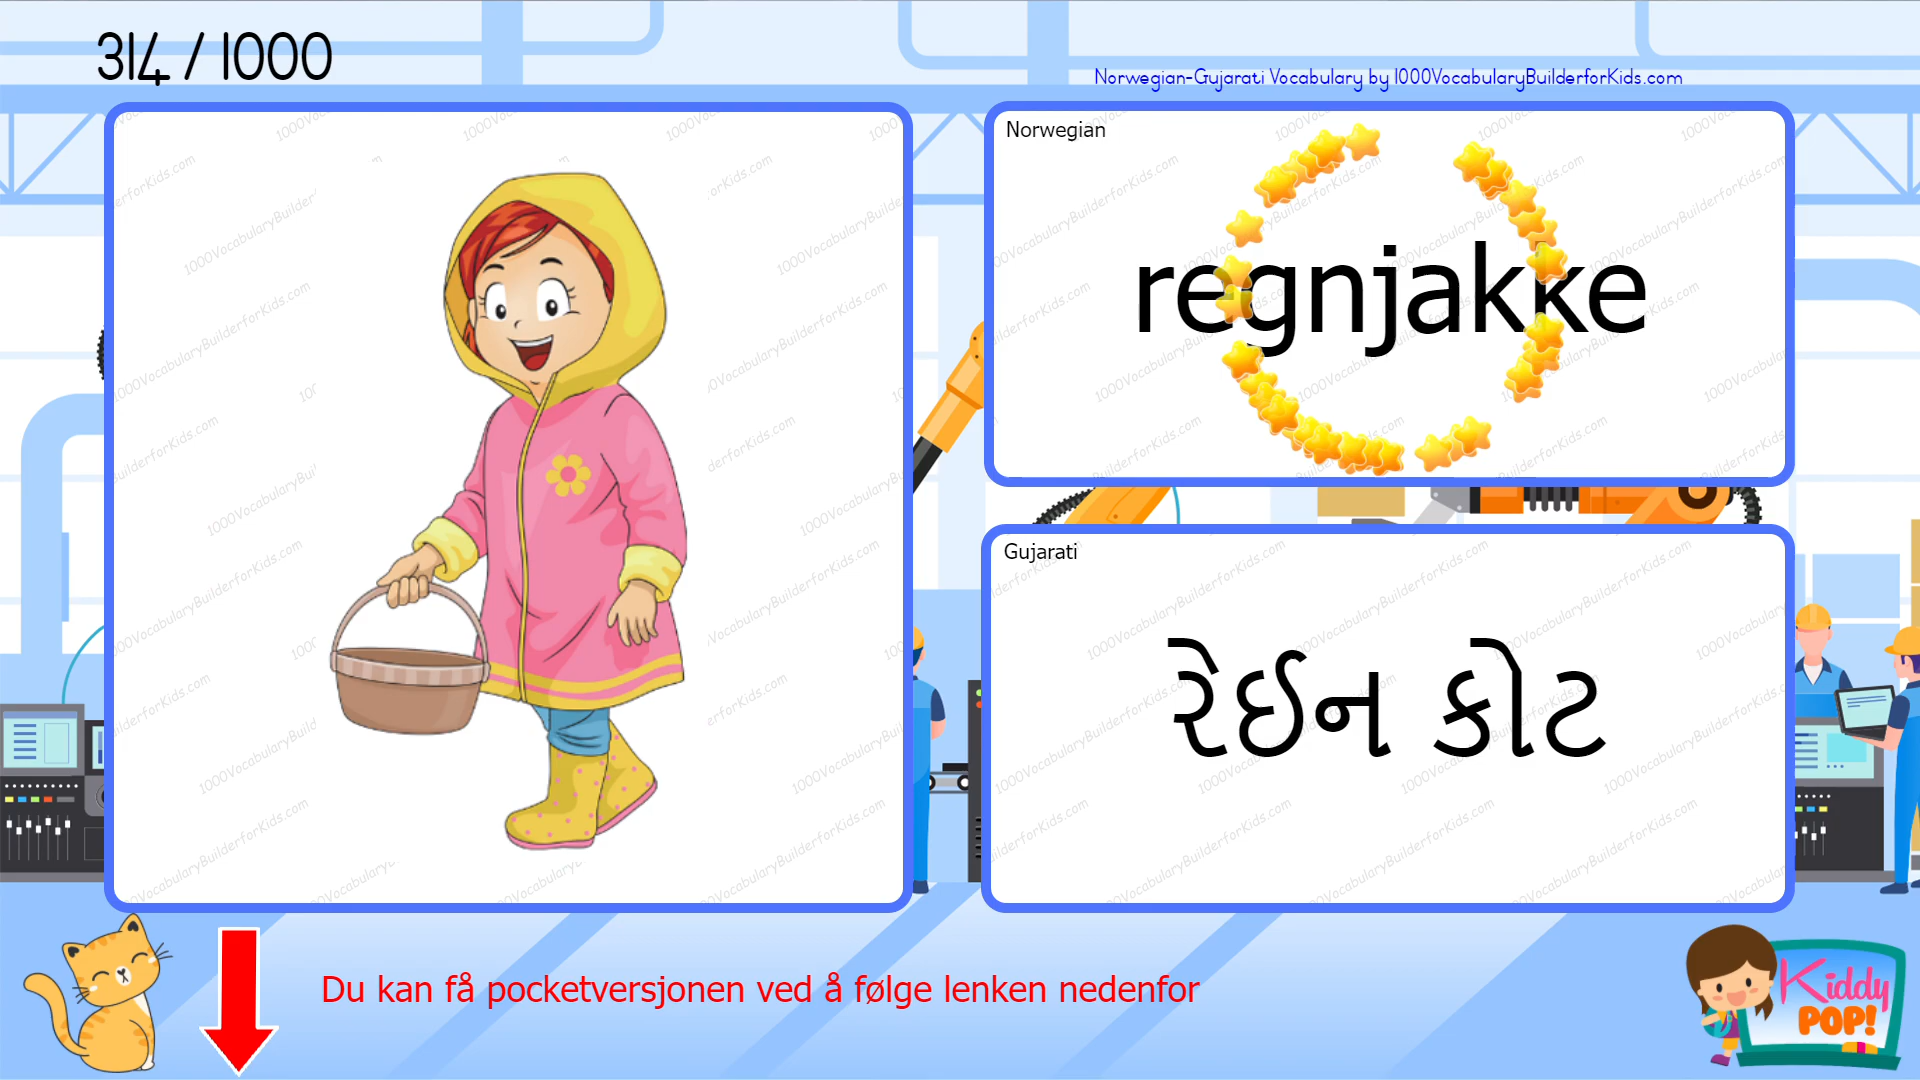 314 / 1000
Norwegian-Gujarati Vocabulary by 1000VocabularyBuilderforKids.com
Norwegian
regnjakke
Gujarati
રેઈન કોટ
Du kan få pocketversjonen ved å følge lenken nedenfor
Kiddy
POP!